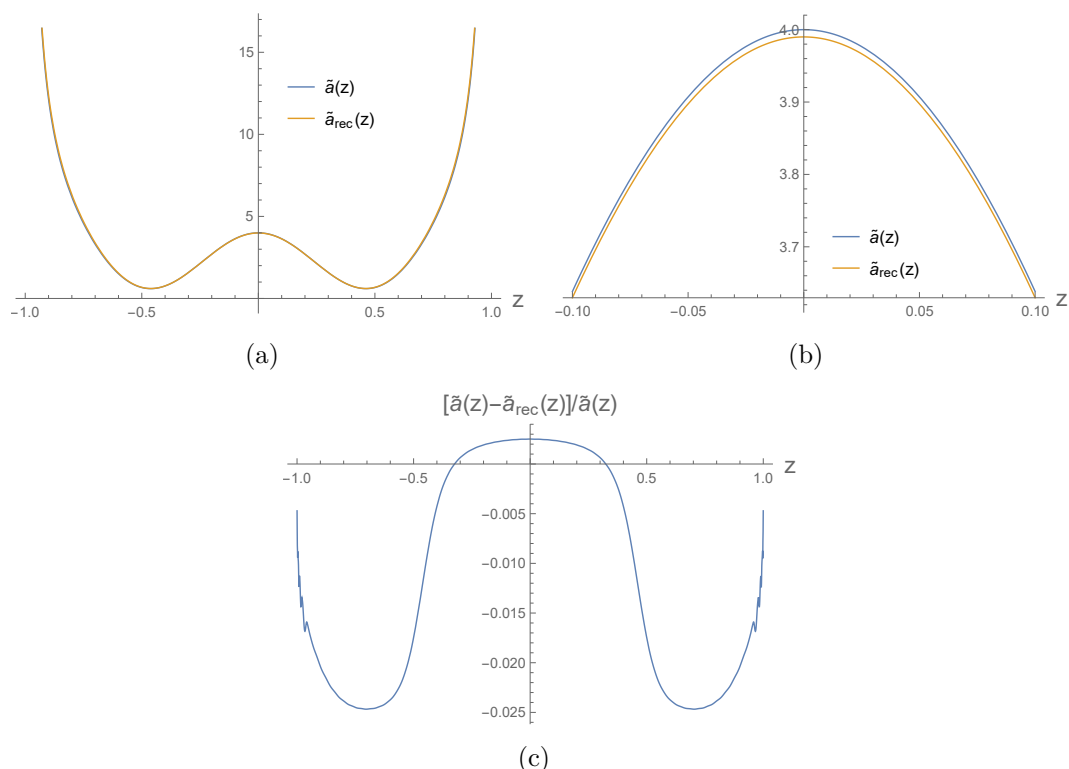 15
10
5
−1.0 −0.5 0.5 1.0 z
ã(z)
ã_rec(z)
(a)
4.0
3.9
3.8
3.7
−0.10 −0.05 0.05 0.10 z
ã(z)
ã_rec(z)
(b)
[ã(z)−ã_rec(z)]/ã(z)
−1.0 −0.5 0.5 1.0 z
−0.005
−0.010
−0.015
−0.020
−0.025
(c)